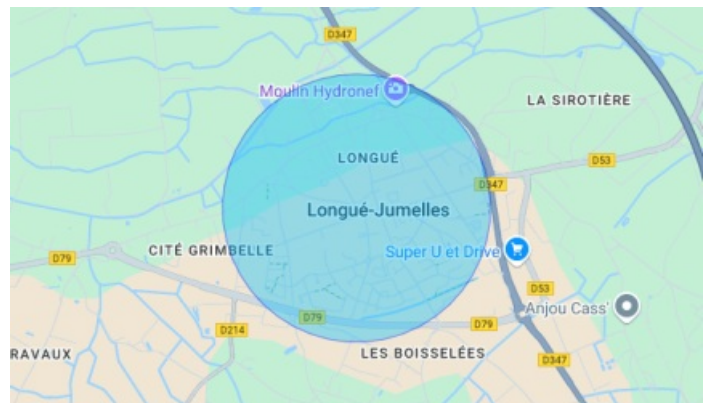 D347
Moulin Hydronef
LA SIROTIÈRE
LONGUÉ
D53
D347
Longué-Jumelles
CITÉ GRIMBELLE
Super U et Drive
D79
D53
Anjou Cass'
D79
D79
D214
RAVAUX
LES BOISSELÉES
D347